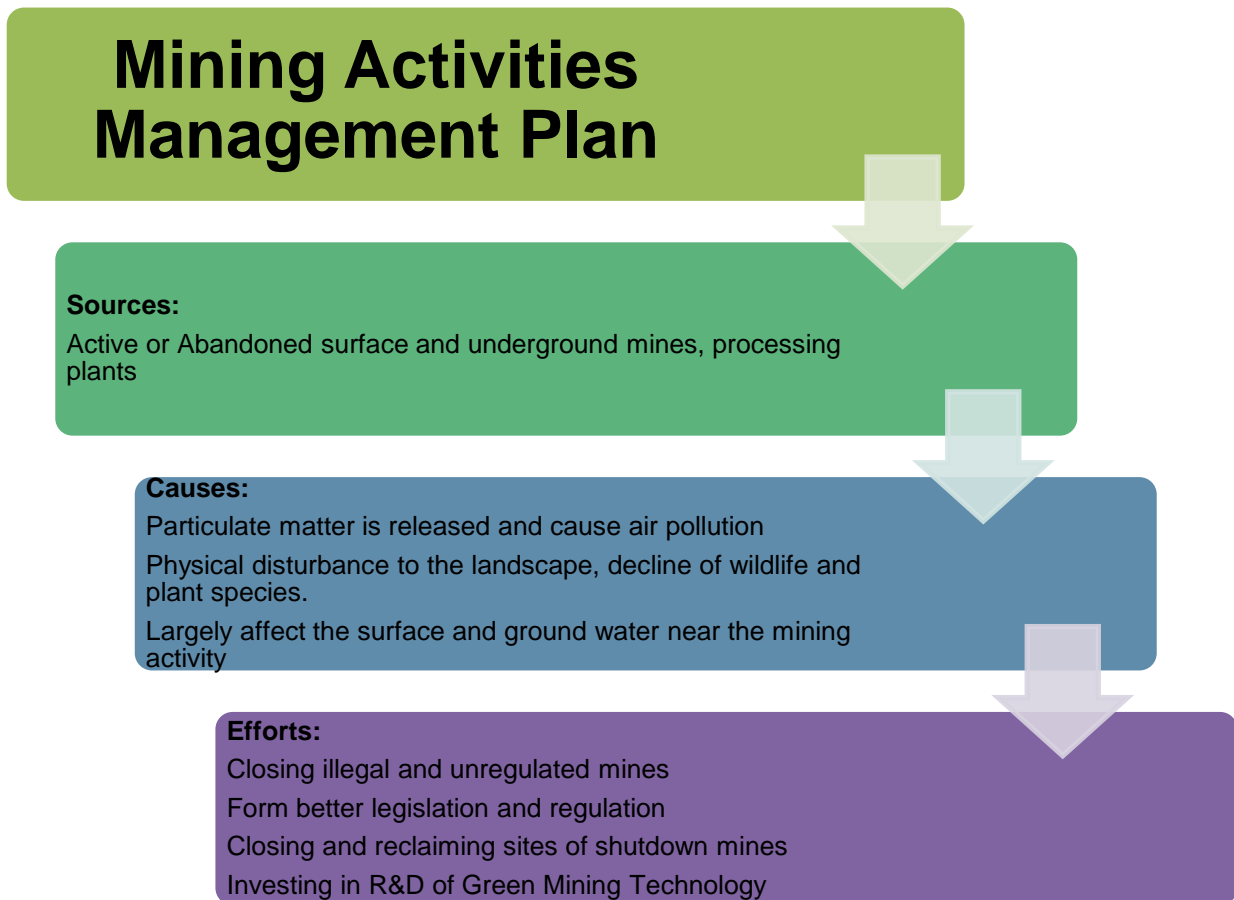 Mining Activities
Management Plan
Sources:
Active or Abandoned surface and underground mines, processing
plants
Causes:
Particulate matter is released and cause air pollution
Physical disturbance to the landscape, decline of wildlife and
plant species.
Largely affect the surface and ground water near the mining
activity
Efforts:
Closing illegal and unregulated mines
Form better legislation and regulation
Closing and reclaiming sites of shutdown mines
Investing in R&D of Green Mining Technology